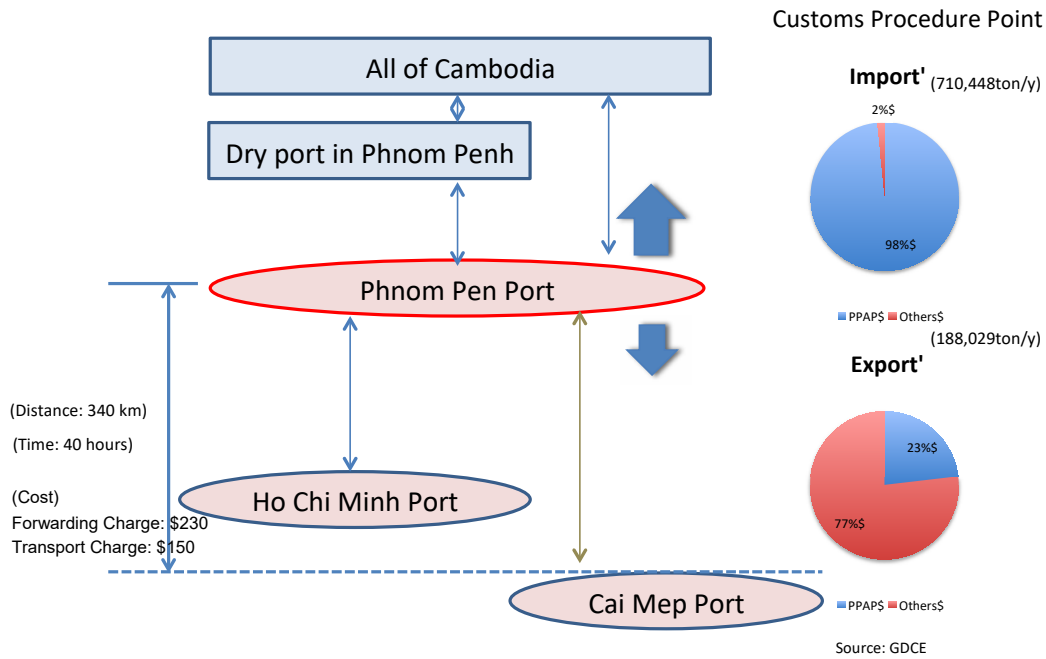 Customs Procedure Point
All of Cambodia
Dry port in Phnom Penh
Phnom Pen Port
(Distance: 340 km)
(Time: 40 hours)
(Cost)
Forwarding Charge: $230
Transport Charge: $150
Ho Chi Minh Port
Cai Mep Port
Import' (710,448ton/y)
2%$
98%$
PPAP$ Others$
(188,029ton/y)
Export'
23%$
77%$
PPAP$ Others$
Source: GDCE